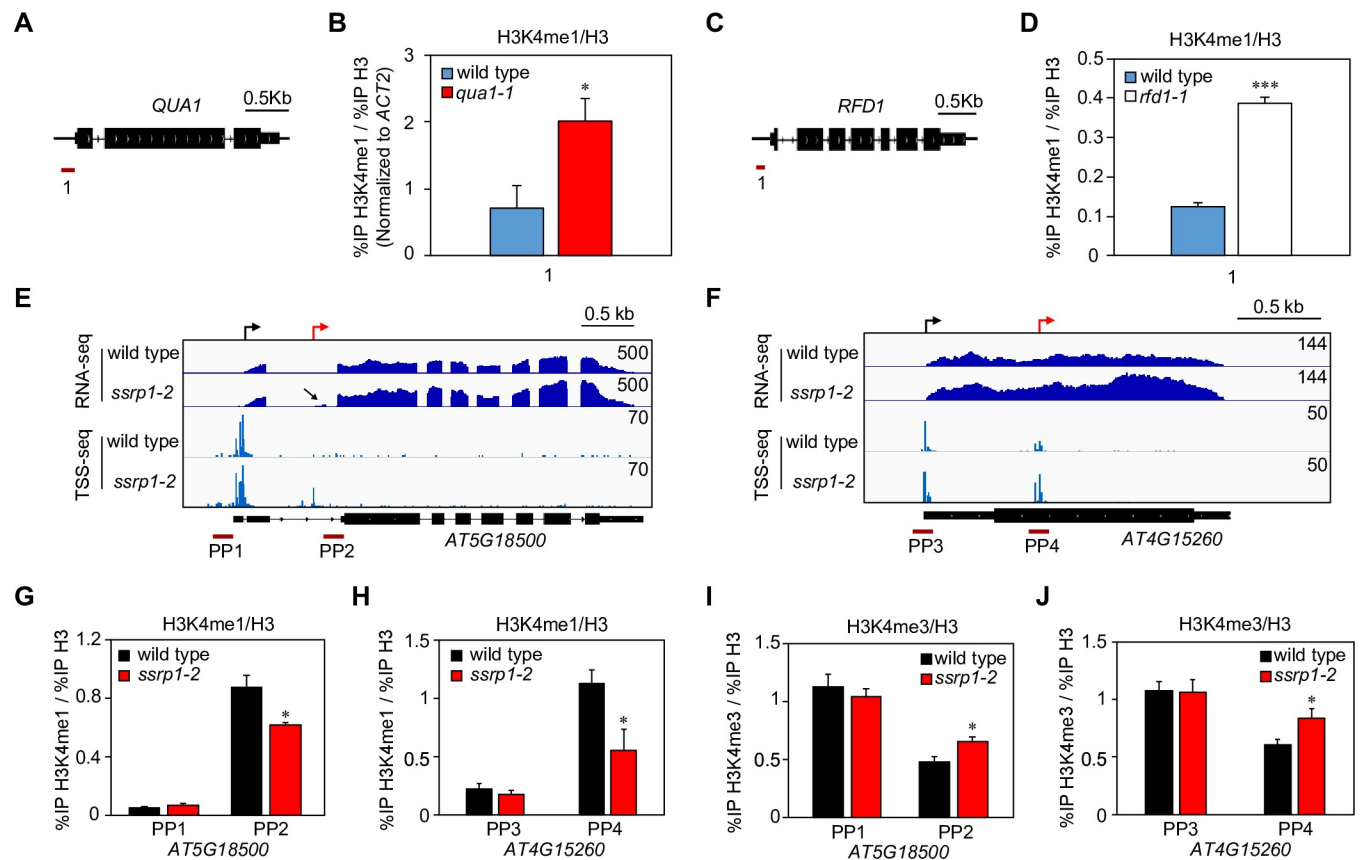 A
QUA1
0.5Kb
1
B
H3K4me1/H3
%IP H3K4me1 / %IP H3
(Normalized to ACT2)
3
2
1
0
wild type
qua1-1
*
1
C
RFD1
0.5Kb
1
D
H3K4me1/H3
%IP H3K4me1 / %IP H3
0.5
0.4
0.3
0.2
0.1
0
wild type
rfd1-1
***
1
E
0.5 kb
RNA-seq
wild type
500
ssrp1-2
500
TSS-seq
wild type
70
ssrp1-2
70
PP1
PP2
AT5G18500
F
0.5 kb
RNA-seq
wild type
144
ssrp1-2
144
TSS-seq
wild type
50
ssrp1-2
50
PP3
PP4
AT4G15260
G
H3K4me1/H3
%IP H3K4me1 / %IP H3
1.2
0.8
0.4
0
wild type
ssrp1-2
*
PP1
PP2
AT5G18500
H
H3K4me1/H3
%IP H3K4me1 / %IP H3
1.5
1
0.5
0
wild type
ssrp1-2
*
PP3
PP4
AT4G15260
I
H3K4me3/H3
%IP H3K4me3 / %IP H3
1.5
1
0.5
0
wild type
ssrp1-2
*
PP1
PP2
AT5G18500
J
H3K4me3/H3
%IP H3K4me3 / %IP H3
1.5
1
0.5
0
wild type
ssrp1-2
*
PP3
PP4
AT4G15260